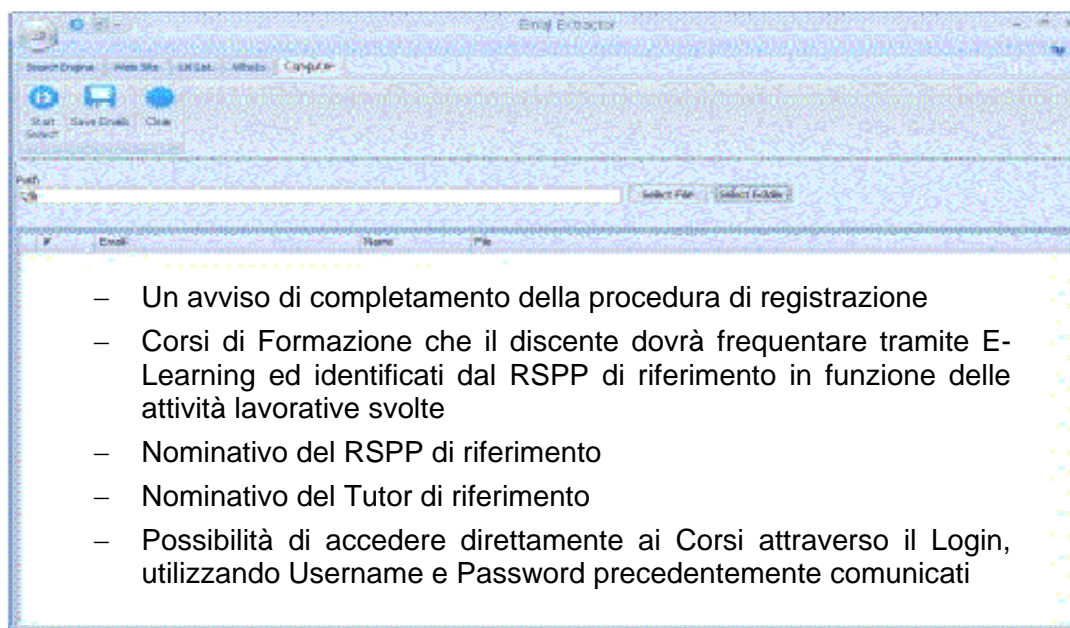 Email Extractor
Search Engine Web Site Url List Whois Computer
Start Save Emails Clear
Select
Path
Select File Select Folder
# Email Name File
– Un avviso di completamento della procedura di registrazione
– Corsi di Formazione che il discente dovrà frequentare tramite E-
Learning ed identificati dal RSPP di riferimento in funzione delle
attività lavorative svolte
– Nominativo del RSPP di riferimento
– Nominativo del Tutor di riferimento
– Possibilità di accedere direttamente ai Corsi attraverso il Login,
utilizzando Username e Password precedentemente comunicati